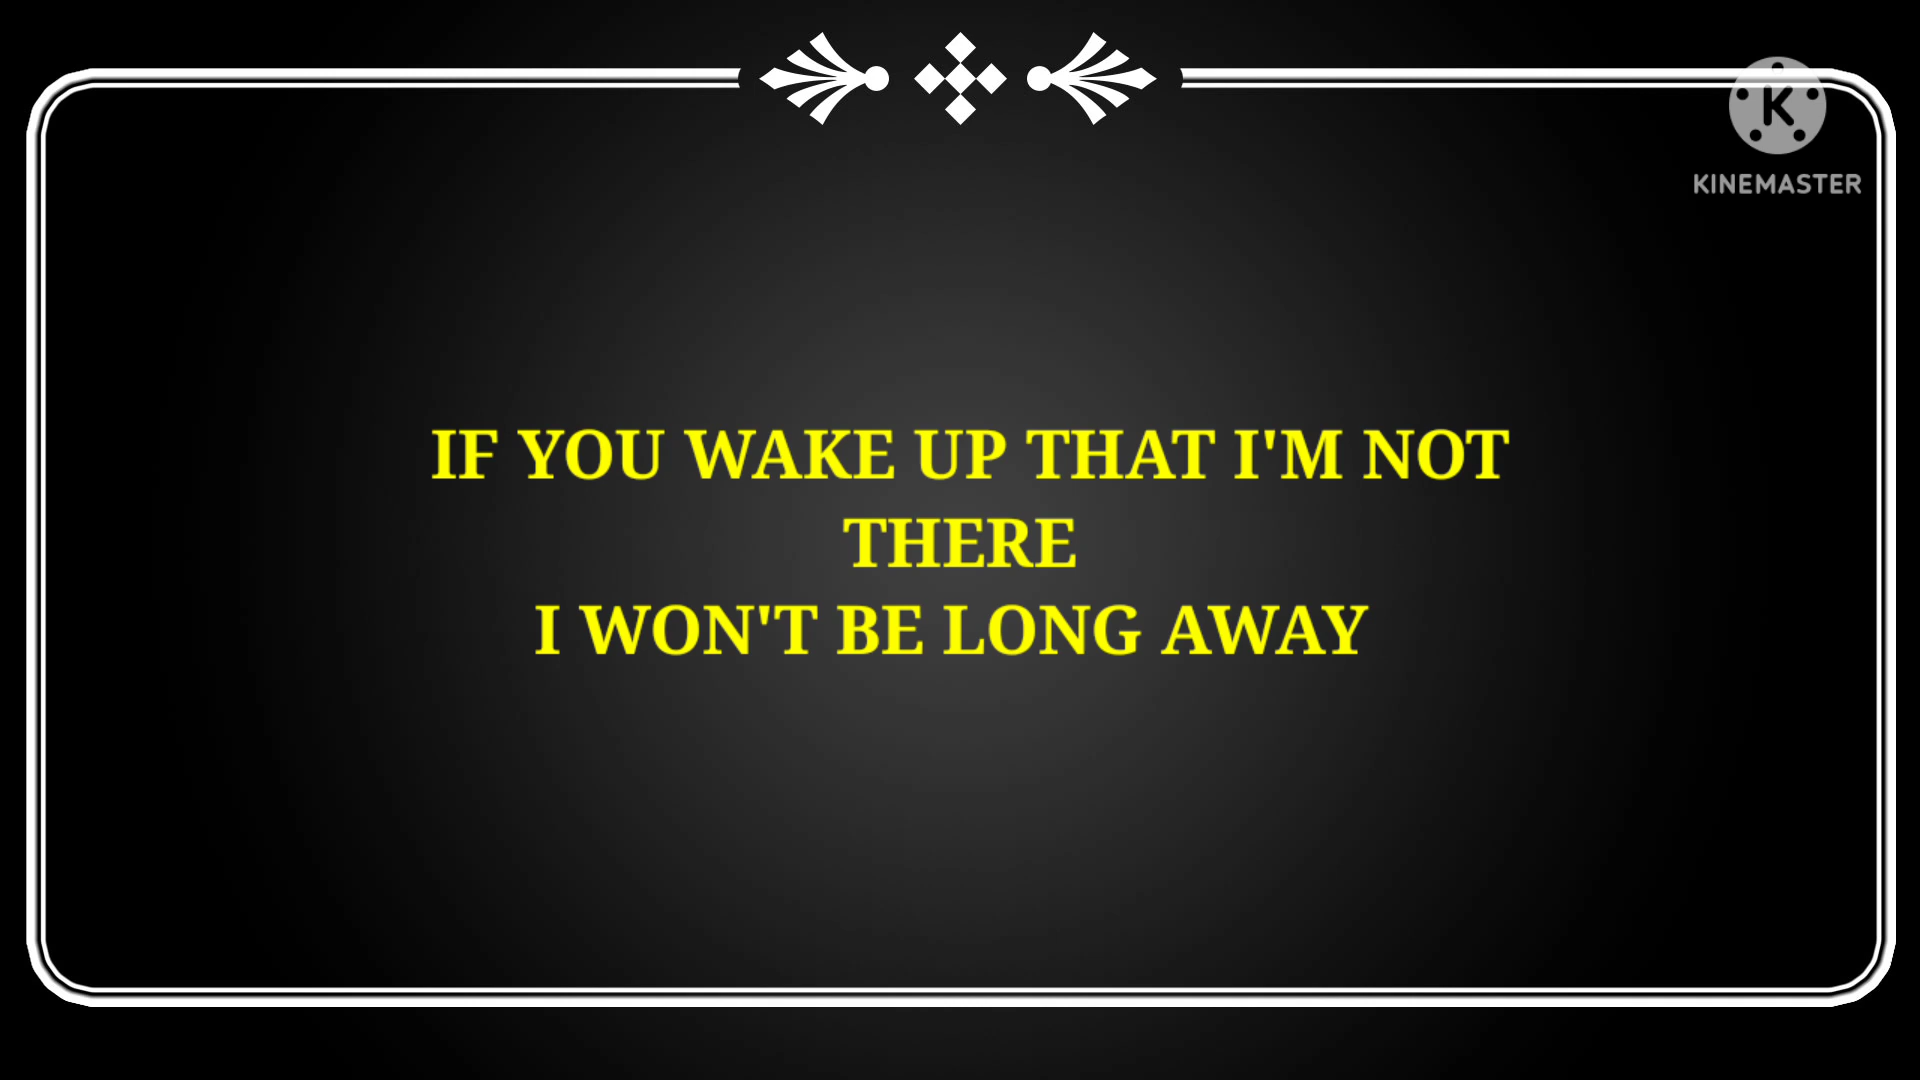 K
KINEMASTER
IF YOU WAKE UP THAT I'M NOT
THERE
I WON'T BE LONG AWAY